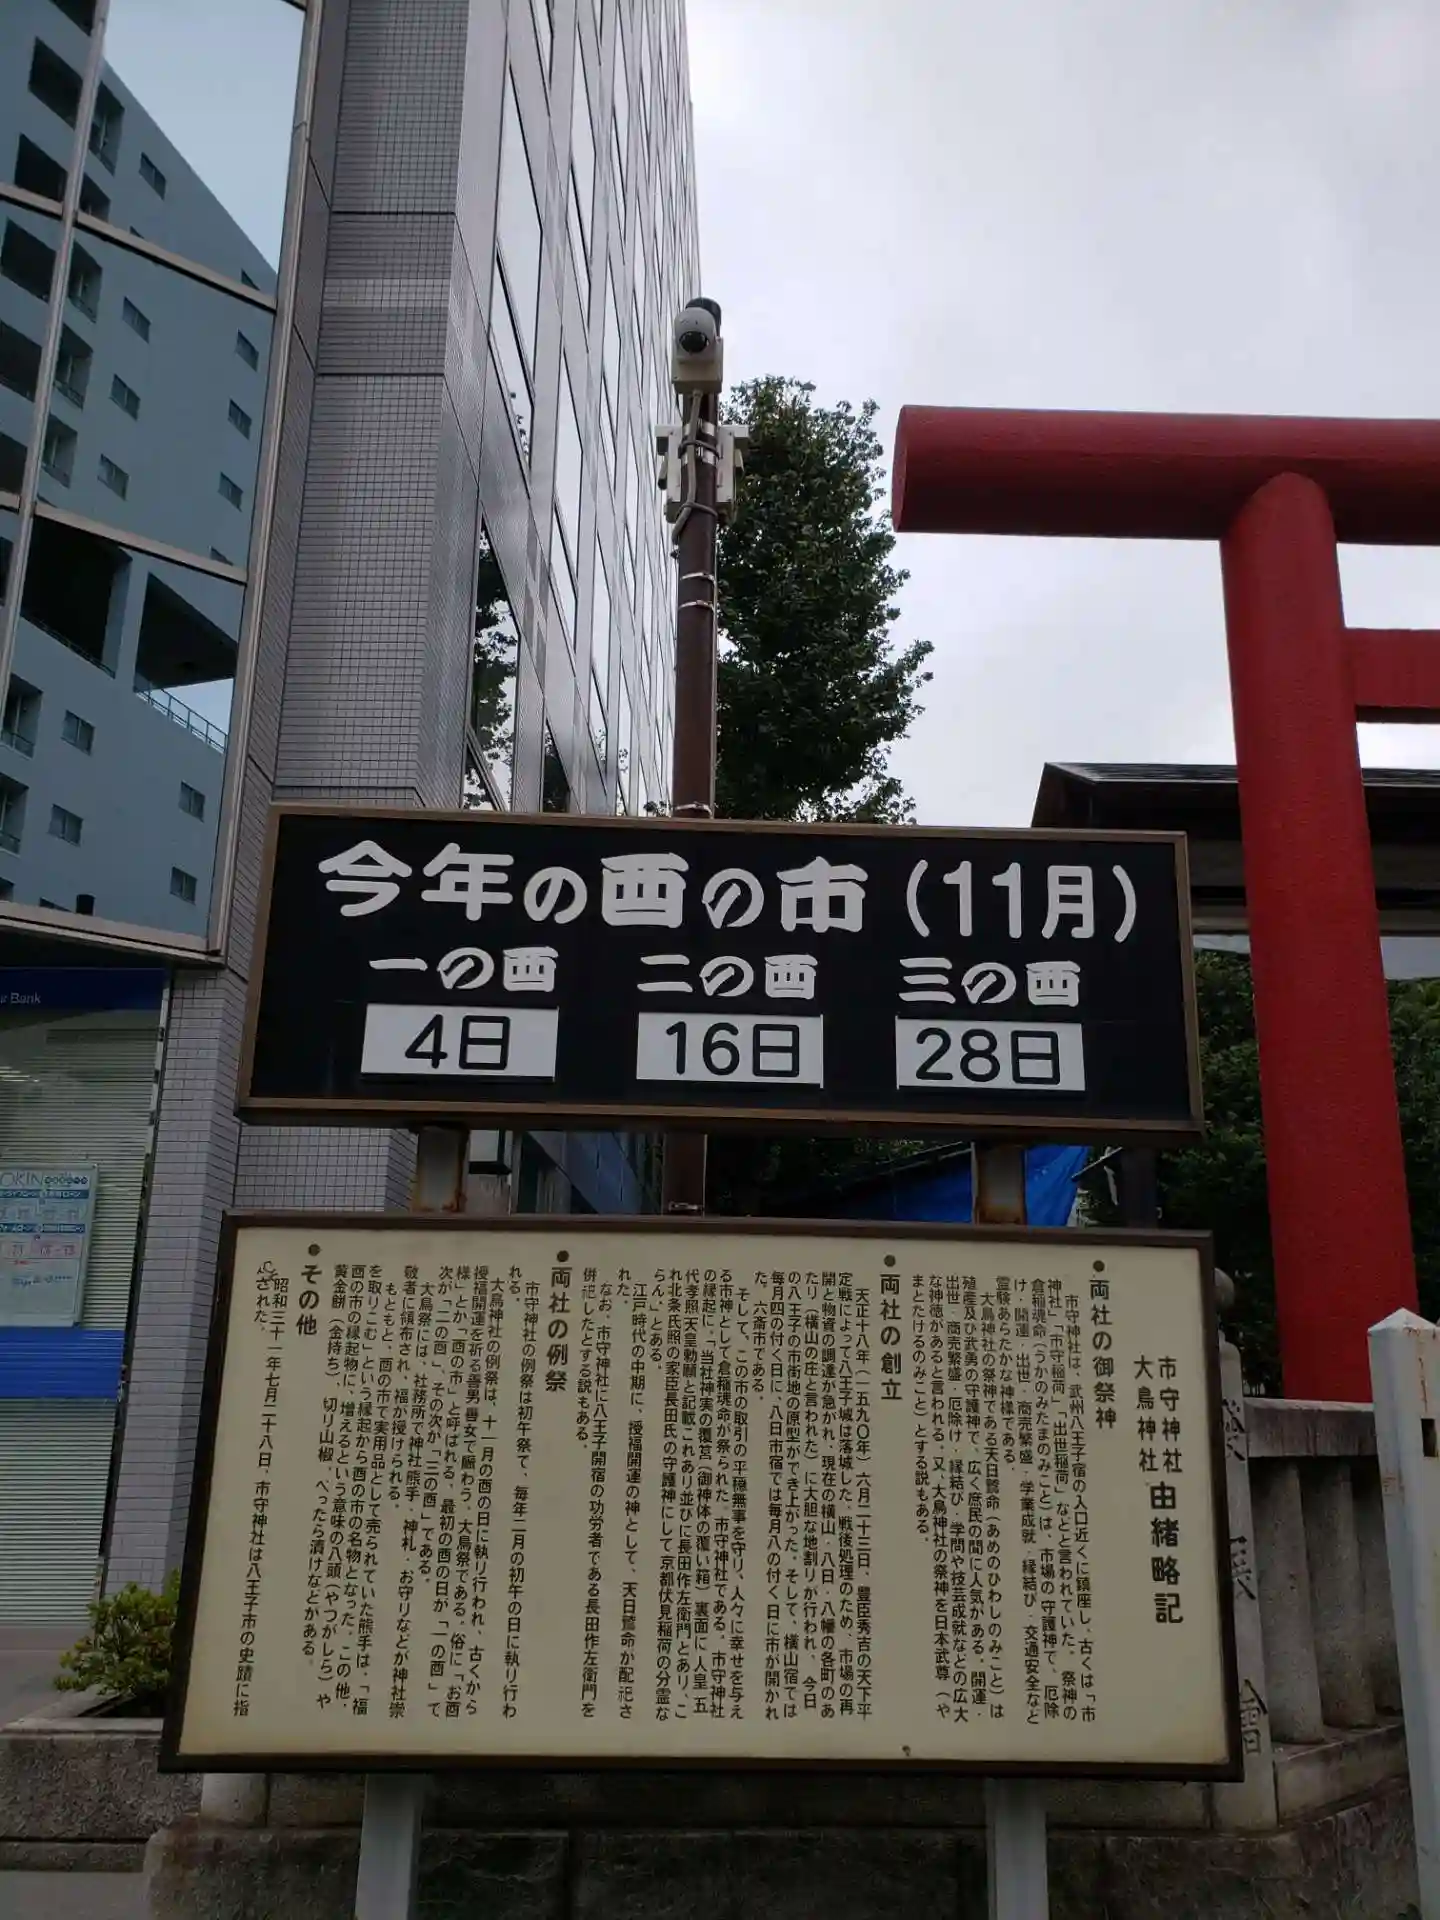 今年の酉の市(11月)
一の酉 二の酉 三の酉
4日 16日 28日
市守神社
大鳥神社
由緒略記
●両社の御祭神
市守神社は、武州八王子宿の入口近くに鎮座し、古くは「市
神社」「市守稲荷」「出世稲荷」などと言われていた。祭神の
倉稲魂命(うかのみたまのみこと)は、市場の守護神で、厄除
け・開運・出世・商売繁盛・学業成就・縁結び・交通安全など
霊験あらたかな神様である。
大鳥神社の祭神である天日鷲命(あめのひわしのみこと)は
殖産及び武勇の守護神で、広く庶民の間に人気がある。開運・
出世・商売繁盛・厄除け・縁結び・学問や技芸成就などの広大
な神徳があると言われる。又、大鳥神社の祭神を日本武尊(や
まとたけるのみこと)とする説もある。
●両社の創立
天正十八年(一五九〇年)六月二十三日、豊臣秀吉の天下平
定戦によって八王子城は落城した。戦後処理のため、市場の再
開と物資の調達が急がれ、現在の横山・八日・八幡の各町のあ
たり(横山の庄と言われた)に大胆な地割りが行われ、今日
の八王子の市街地の原型ができ上がった。そして、横山宿では
毎月四の付く日に、八日市宿では毎月八の付く日に市が開かれ
た。六斎市である。
そして、この市の取引の平穏無事を守り、人々に幸せを与え
る市神として倉稲魂命が祭られた。市守神社である。市守神社
の縁起に、当社神実の覆筥(御神体の覆い箱)裏面に人皇一五
代孝照天皇勅願と記載これあり並びに長田作左衛門とあり、こ
れ北条氏照の家臣長田氏の守護神にして京都伏見稲荷の分霊な
らん」とある。
江戸時代の中期に、授福開運の神として、天日鷲命が配祀さ
れた。
なお、市守神社に八王子開宿の功労者である長田作左衛門を
併祀したとする説もある。
●両社の例祭
市守神社の例祭は初午祭で、毎年二月の初午の日に執り行わ
れる。
大鳥神社の例祭は、十一月の酉の日に執り行われ、古くから
授福開運を祈る善男善女で賑わう、大鳥祭である。俗に「お酉
様」とか「酉の市」と呼ばれる。最初の酉の日が「一の酉」で
次が「二の酉」、その次が「三の酉」である。
大鳥祭には、社務所で神社熊手、神札、お守りなどが神社崇
敬者に頒布され、福が授けられる。
もともと、酉の市で実用品として売られていた熊手は、「福
を取りこむ」という縁起から酉の市の名物となった。この他、
酉の市の縁起物に、増えるという意味の八頭(やつがしら)や
黄金餅(金持ち)、切り山椒、べったら漬けなどがある。
●その他
昭和三十一年七月二十八日、市守神社は八王子市の史蹟に指
定された。
Bank